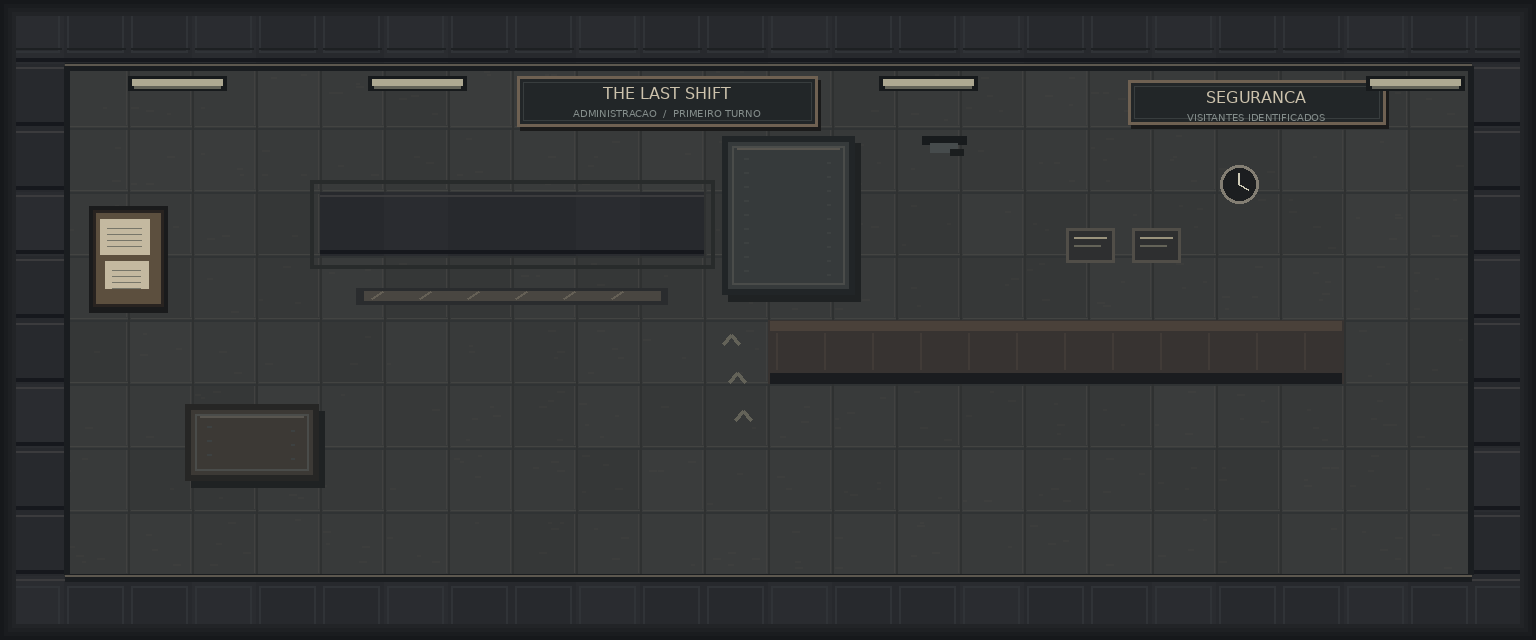 THE LAST SHIFT
ADMINISTRACAO / PRIMEIRO TURNO
SEGURANCA
VISITANTES IDENTIFICADOS